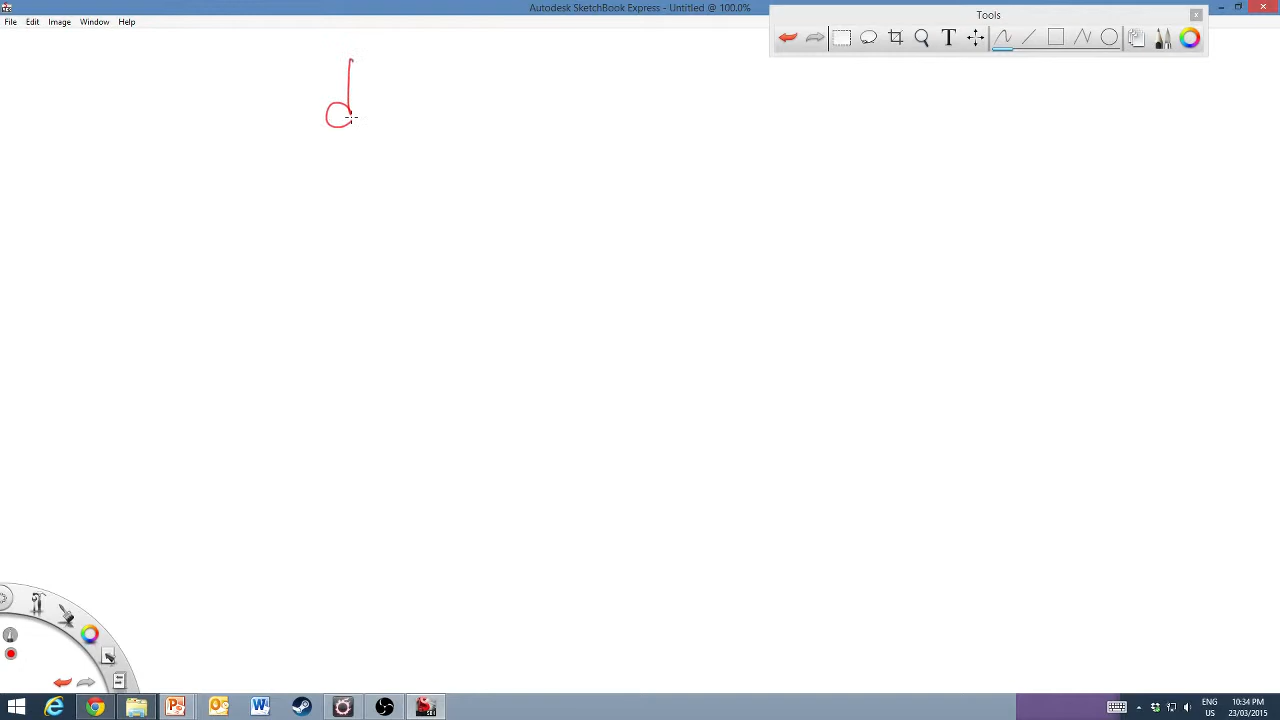 Autodesk SketchBook Express - Untitled @ 100.0%
File Edit Image Window Help
Tools
T
d
ENG
US
10:34 PM
23/03/2015